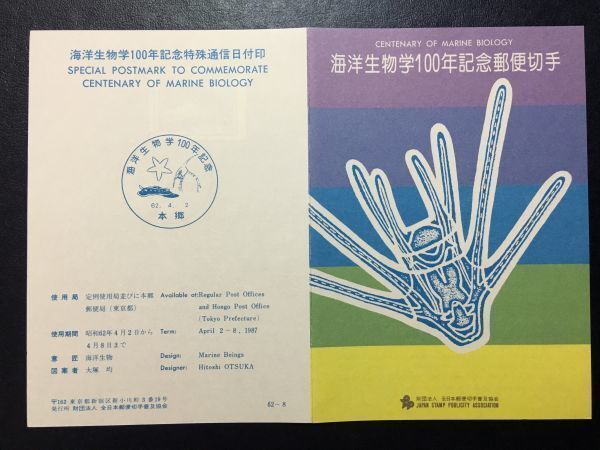 海洋生物学100年記念特殊通信日付印
SPECIAL POSTMARK TO COMMEMORATE
CENTENARY OF MARINE BIOLOGY
海洋生物学100年記念
62. 4. 2
本郷
使用局 定例使用局並びに本郷郵便局（東京都）
Available at: Regular Post Offices and Hongo Post Office (Tokyo Prefecture)
使用期間 昭和62年4月2日から4月8日まで
Term: April 2-8, 1987
意匠 海洋生物
Design: Marine Beings
図案者 大塚 均
Designer: Hitoshi OTSUKA
〒162 東京都新宿区新小川町3番19号
発行所 財団法人 全日本郵便切手普及協会
62-8
CENTENARY OF MARINE BIOLOGY
海洋生物学100年記念郵便切手
財団法人 全日本郵便切手普及協会
JAPAN STAMP PUBLICITY ASSOCIATION